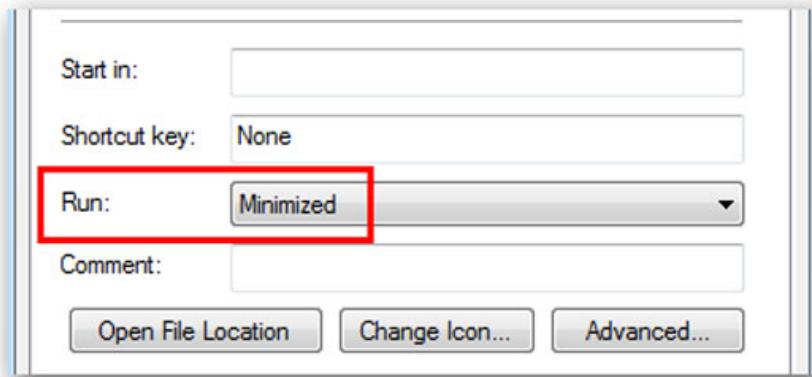 Start in:
Shortcut key: None
Run: Minimized
Comment:
Open File Location Change Icon... Advanced...